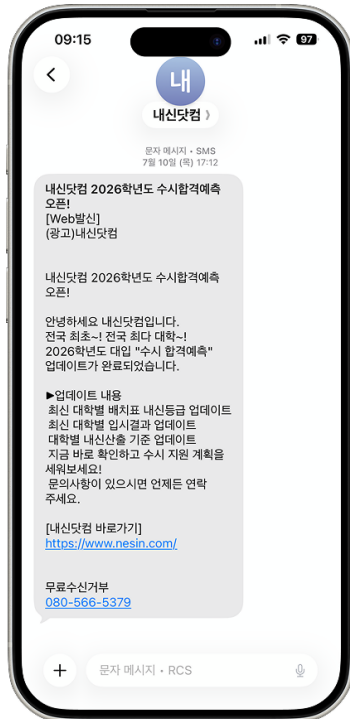 09:15
97
내
내신닷컴 》
문자 메시지 • SMS
7월 10일 (목) 17:12
내신닷컴 2026학년도 수시합격예측
오픈!
[Web발신]
(광고)내신닷컴
내신닷컴 2026학년도 수시합격예측
오픈!
안녕하세요 내신닷컴입니다.
전국 최초~! 전국 최다 대학~!
2026학년도 대입 "수시 합격예측"
업데이트가 완료되었습니다.
▶업데이트 내용
최신 대학별 배치표 내신등급 업데이트
최신 대학별 입시결과 업데이트
대학별 내신산출 기준 업데이트
지금 바로 확인하고 수시 지원 계획을
세워보세요!
문의사항이 있으시면 언제든 연락
주세요.
[내신닷컴 바로가기]
https://www.nesin.com/
무료수신거부
080-566-5379
문자 메시지 • RCS